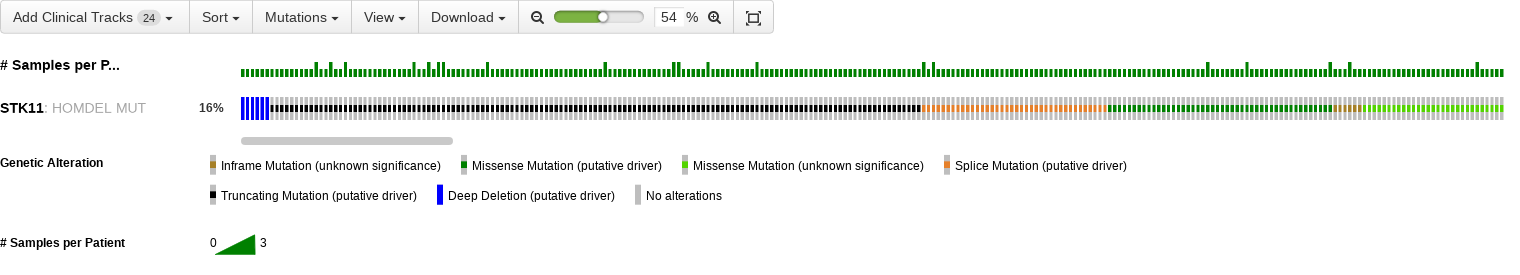 Add Clinical Tracks 24 Sort Mutations View Download 54 %
# Samples per P...
STK11: HOMDEL MUT 16%
Genetic Alteration Inframe Mutation (unknown significance) Missense Mutation (putative driver) Missense Mutation (unknown significance) Splice Mutation (putative driver)
Truncating Mutation (putative driver) Deep Deletion (putative driver) No alterations
# Samples per Patient 0 3